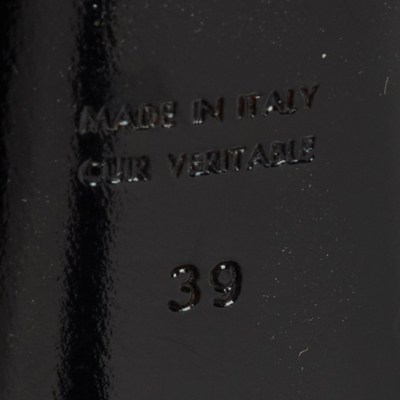 MADE IN ITALY
CUIR VERITABLE
39